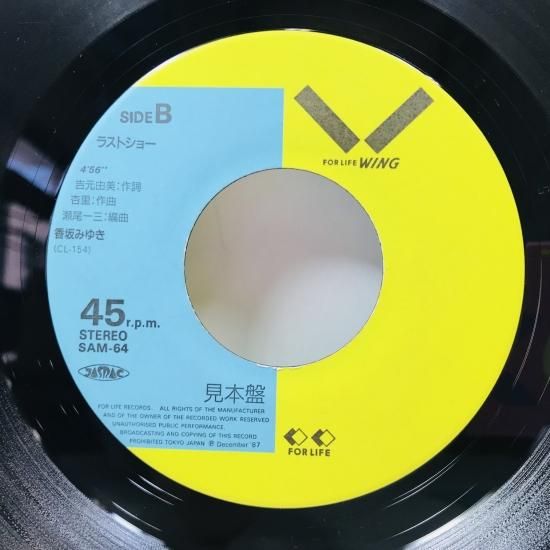 SIDE B
ラストショー
4'56''
吉元由美:作詞
杏里:作曲
瀬尾一三:編曲
香坂みゆき
(CL-154)
45 r.p.m.
STEREO
SAM-64
JASRAC
見本盤
FOR LIFE RECORDS. ALL RIGHTS OF THE MANUFACTURER
AND OF THE OWNER OF THE RECORDED WORK RESERVED
UNAUTHORISED PUBLIC PERFORMANCE,
BROADCASTING AND COPYING OF THIS RECORD
PROHIBITED TOKYO JAPAN Ⓟ December '87
FOR LIFE WING
FOR LIFE